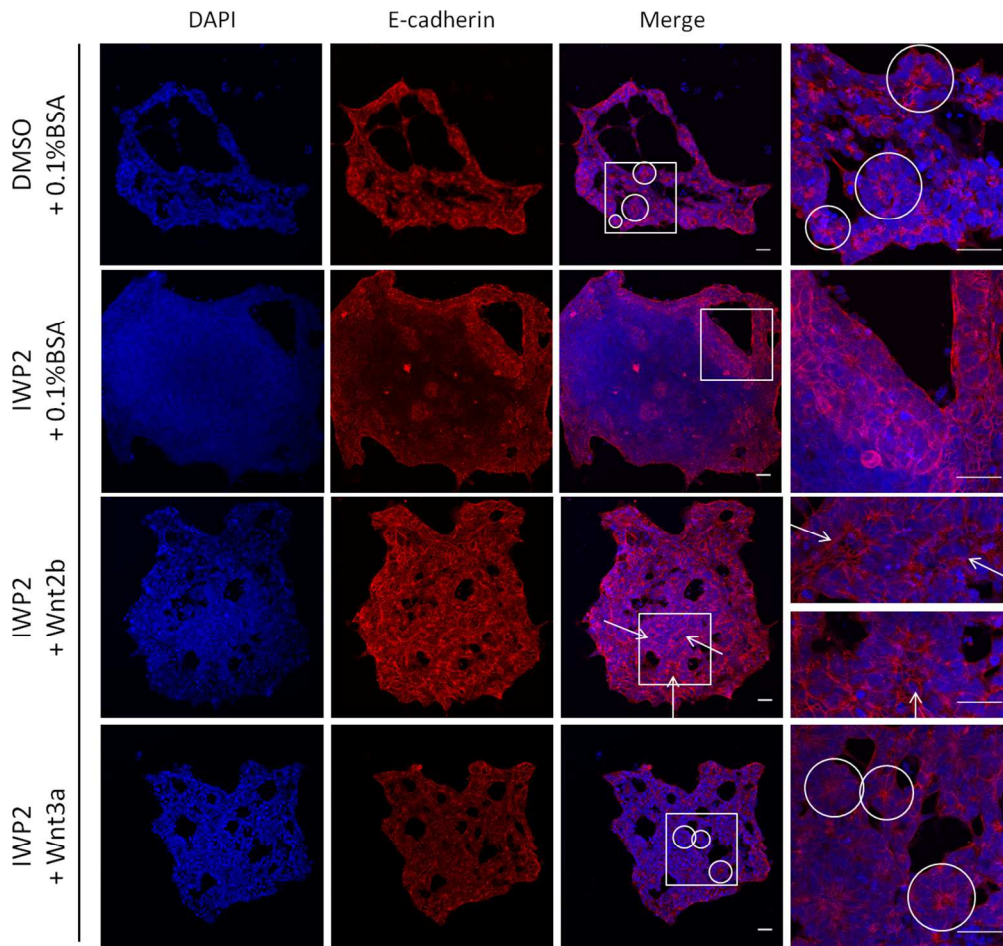 DAPI
E-cadherin
Merge
DMSO
+ 0.1%BSA
IWP2
+ 0.1%BSA
IWP2
+ Wnt2b
IWP2
+ Wnt3a